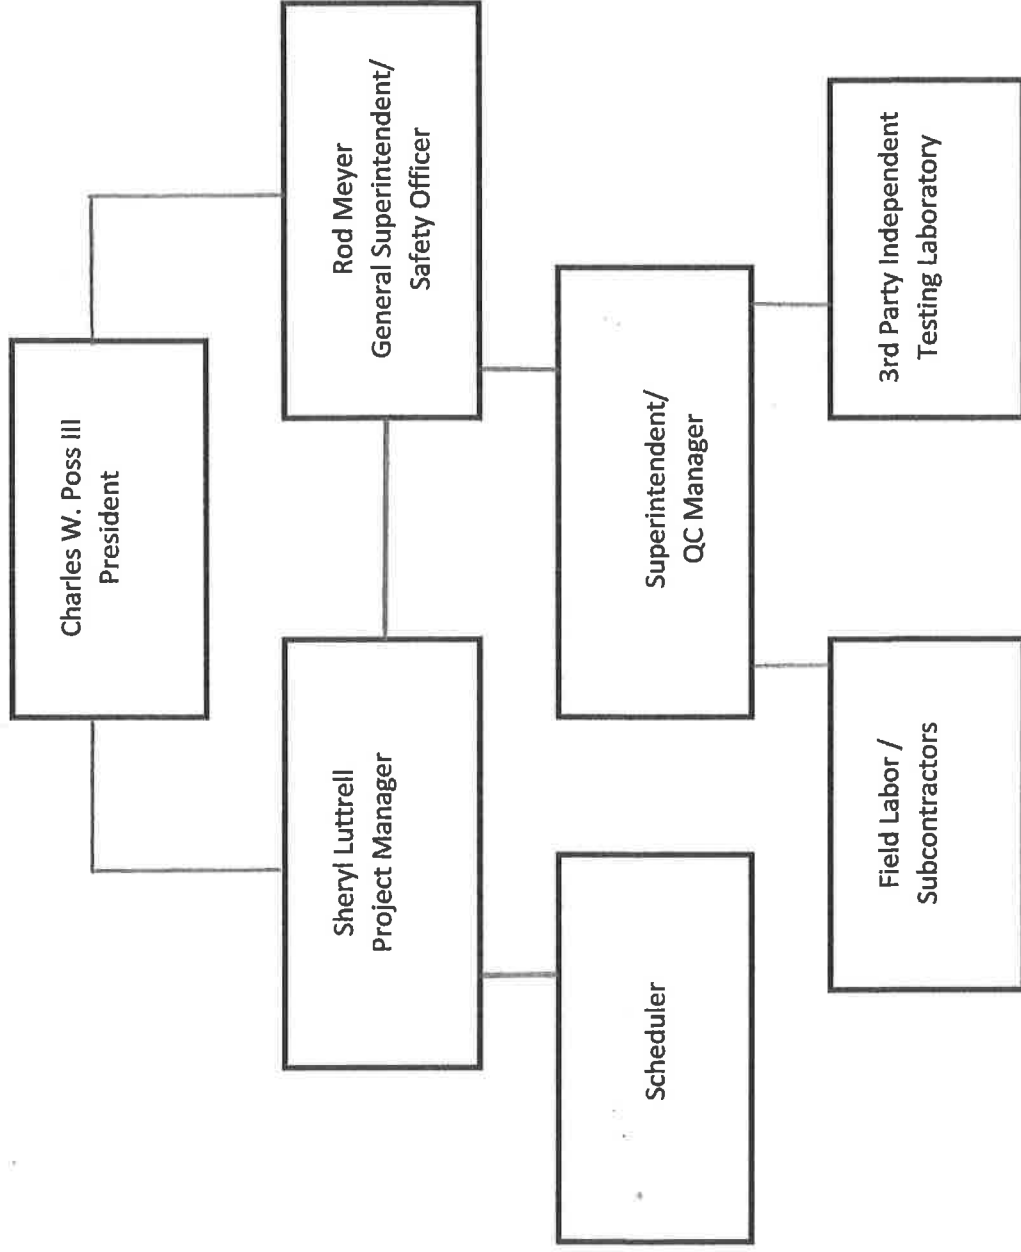 Charles W. Poss III
President
Sheryl Luttrell
Project Manager
Rod Meyer
General Superintendent/
Safety Officer
Scheduler
Superintendent/
QC Manager
Field Labor /
Subcontractors
3rd Party Independent
Testing Laboratory